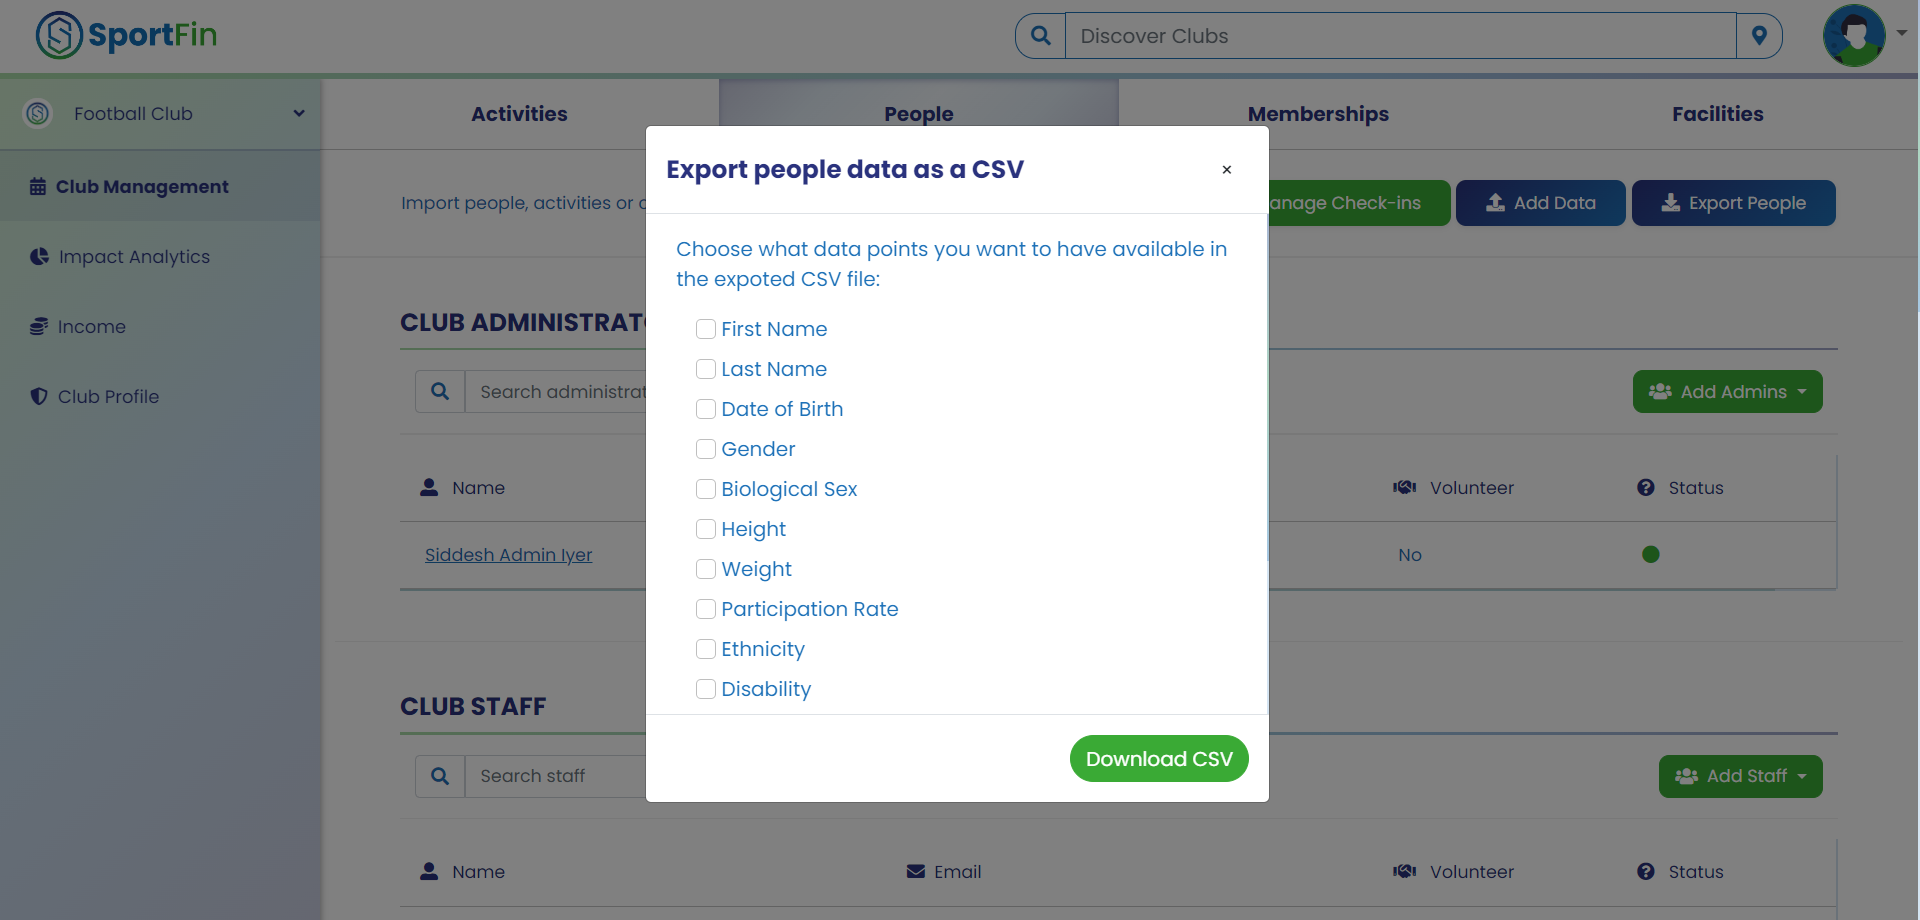 SportFin
Discover Clubs
Football Club
Activities
People
Memberships
Facilities
Club Management
Impact Analytics
Income
Club Profile
Import people, activities or
anage Check-ins
Add Data
Export People
Export people data as a CSV
×
Choose what data points you want to have available in
the expoted CSV file:
First Name
Last Name
Date of Birth
Gender
Biological Sex
Height
Weight
Participation Rate
Ethnicity
Disability
Download CSV
CLUB ADMINISTRAT
Search administrat
Add Admins
Name
Volunteer
Status
Siddesh Admin Iyer
No
CLUB STAFF
Search staff
Add Staff
Name
Email
Volunteer
Status